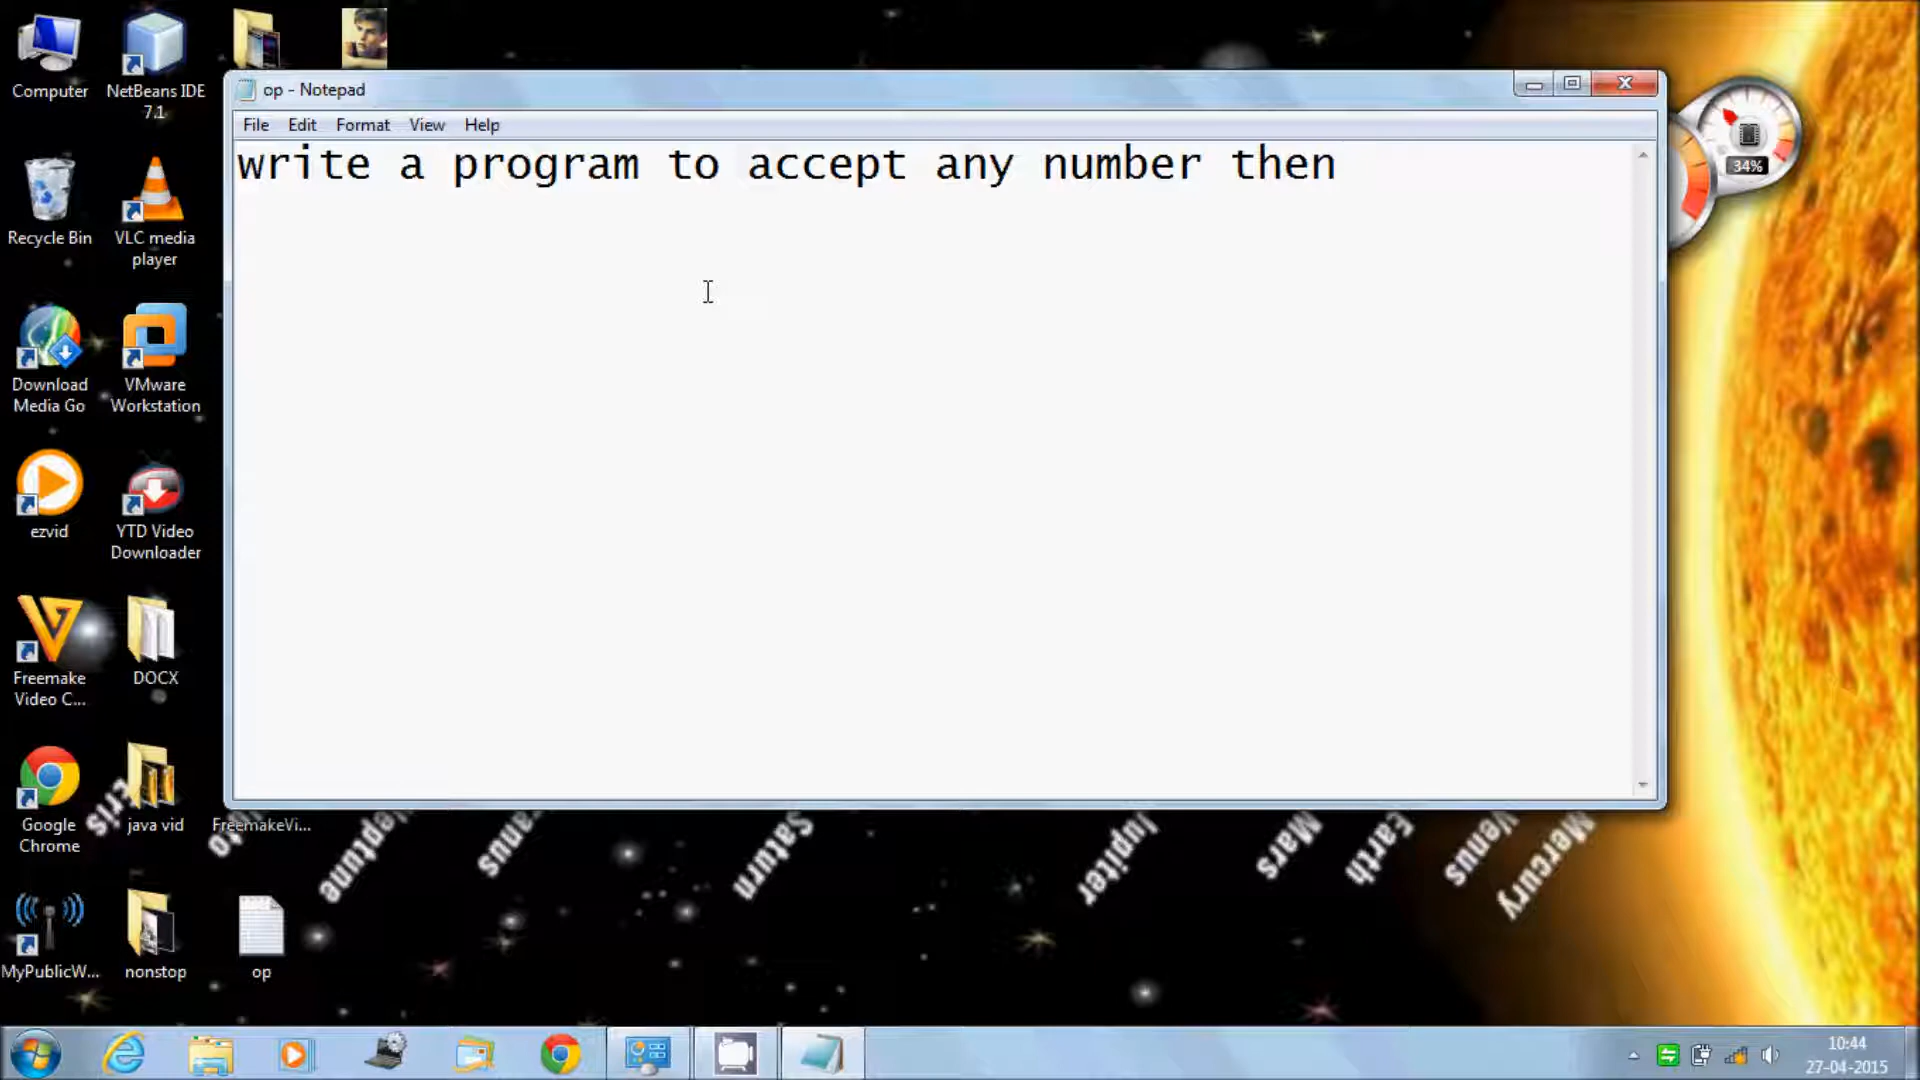 Computer
NetBeans IDE
7.1
op - Notepad
File Edit Format View Help
write a program to accept any number then
34%
Recycle Bin
VLC media
player
Download
Media Go
VMware
Workstation
ezvid
YTD Video
Downloader
Freemake
Video C...
DOCX
Google
Chrome
java vid
FreemakeVi...
Neptune
Saturn
Jupiter
Mars
Earth
Venus
Mercury
MyPublicW...
nonstop
op
10:44
27-04-2015